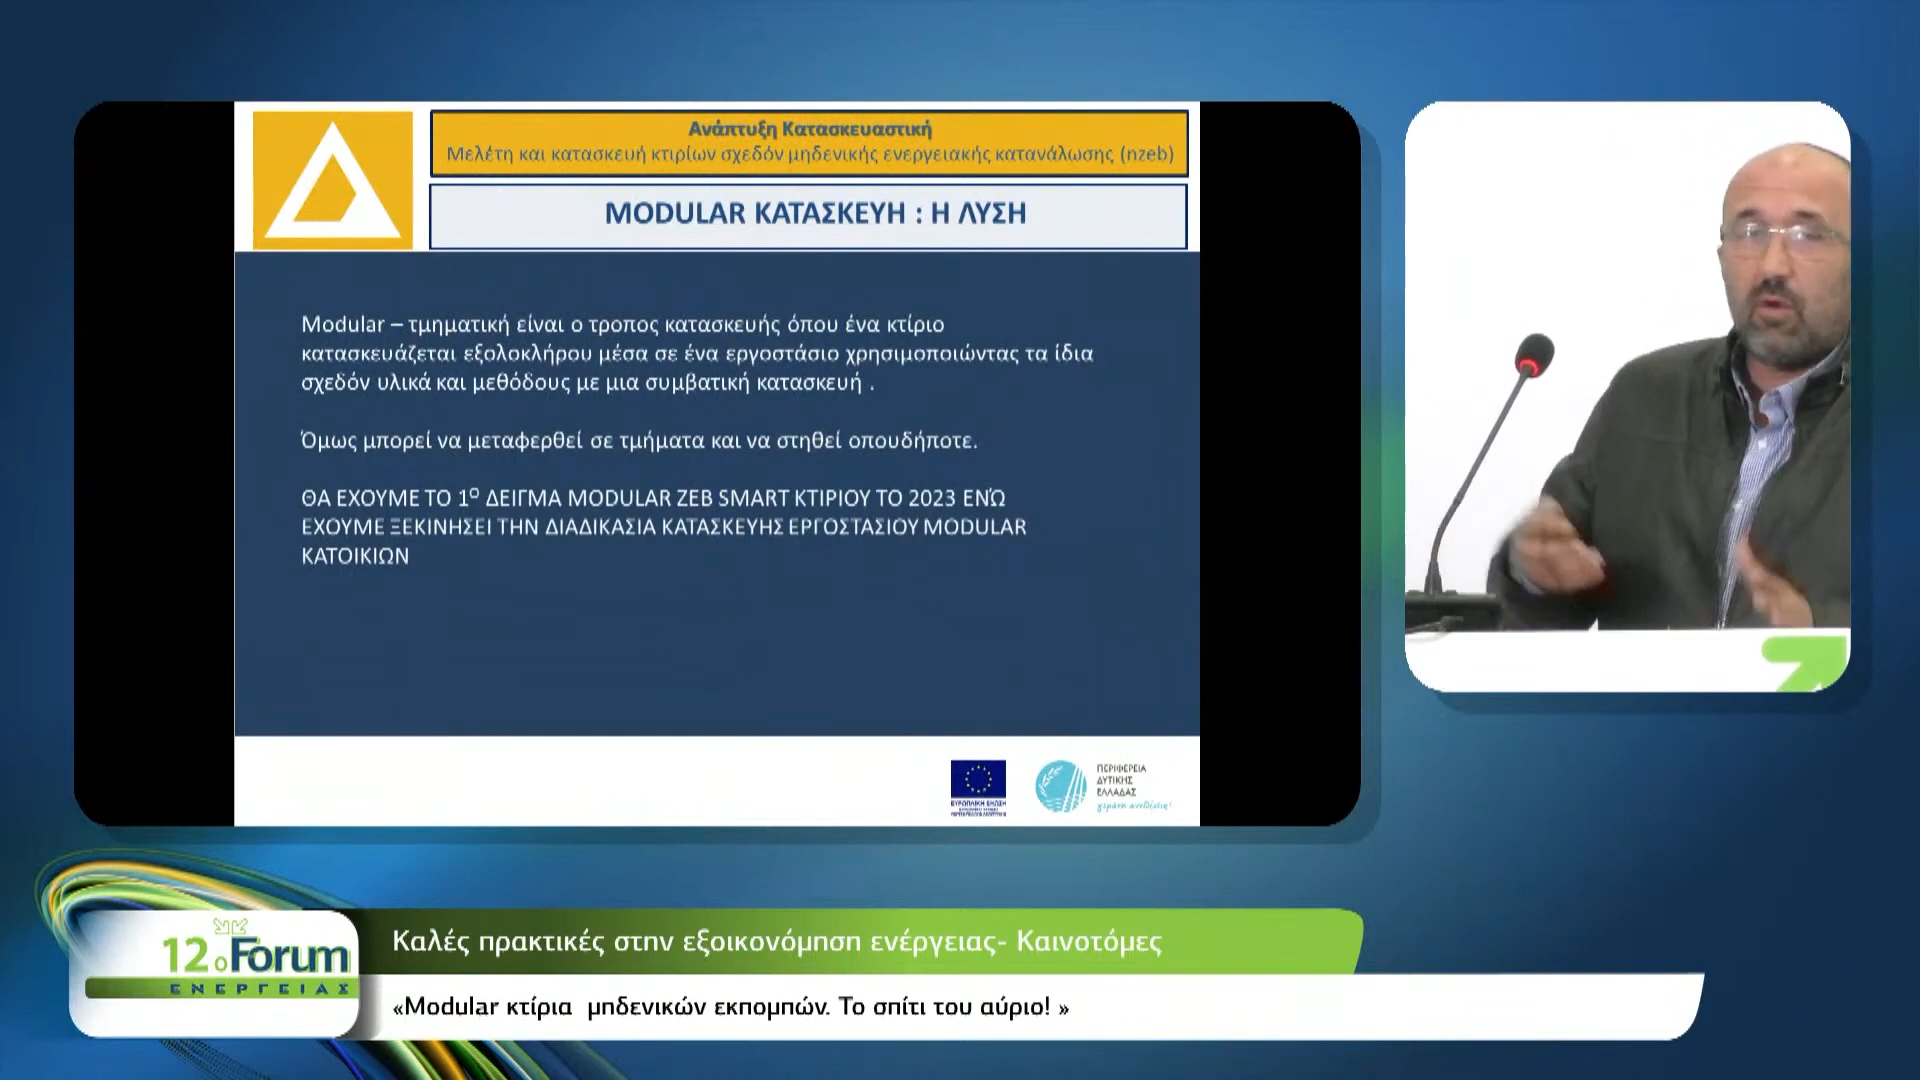 Ανάπτυξη Κατασκευαστική
Μελέτη και κατασκευή κτιρίων σχεδόν μηδενικής ενεργειακής κατανάλωσης (nzeb)
MODULAR ΚΑΤΑΣΚΕΥΗ : Η ΛΥΣΗ
Modular – τμηματική είναι ο τροπος κατασκευής όπου ένα κτίριο
κατασκευάζεται εξολοκλήρου μέσα σε ένα εργοστάσιο χρησιμοποιώντας τα ίδια
σχεδόν υλικά και μεθόδους με μια συμβατική κατασκευή .
Όμως μπορεί να μεταφερθεί σε τμήματα και να στηθεί οπουδήποτε.
ΘΑ ΕΧΟΥΜΕ ΤΟ 1Ο ΔΕΙΓΜΑ MODULAR ZEB SMART ΚΤΙΡΙΟΥ ΤΟ 2023 ΕΝΏ
ΕΧΟΥΜΕ ΞΕΚΙΝΗΣΕΙ ΤΗΝ ΔΙΑΔΙΚΑΣΙΑ ΚΑΤΑΣΚΕΥΗΣ ΕΡΓΟΣΤΑΣΙΟΥ MODULAR
ΚΑΤΟΙΚΙΩΝ
ΕΥΡΩΠΑΪΚΗ ΕΝΩΣΗ
ΠΕΡΙΦΕΡΕΙΑ
ΔΥΤΙΚΗΣ
ΕΛΛΑΔΑΣ
12ο Forum
ΕΝΕΡΓΕΙΑΣ
Καλές πρακτικές στην εξοικονόμηση ενέργειας- Καινοτόμες
«Modular κτίρια  μηδενικών εκπομπών. Το σπίτι του αύριο! »